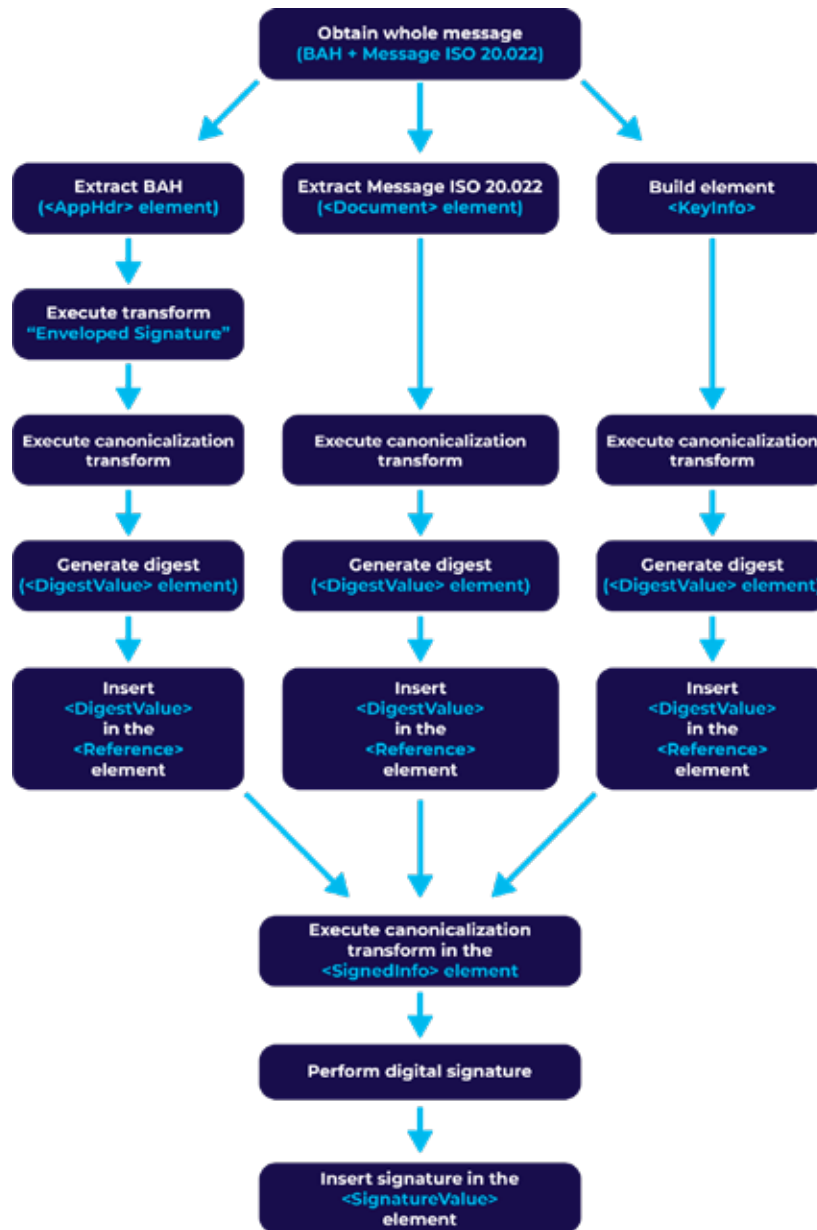 Obtain whole message
(BAH + Message ISO 20.022)
Extract BAH
(<AppHdr> element)
Extract Message ISO 20.022
(<Document> element)
Build element
<KeyInfo>
Execute transform
“Enveloped Signature”
Execute canonicalization
transform
Execute canonicalization
transform
Execute canonicalization
transform
Generate digest
(<DigestValue> element)
Generate digest
(<DigestValue> element)
Generate digest
(<DigestValue> element)
Insert
<DigestValue>
in the
<Reference>
element
Insert
<DigestValue>
in the
<Reference>
element
Insert
<DigestValue>
in the
<Reference>
element
Execute canonicalization
transform in the
<SignedInfo> element
Perform digital signature
Insert signature in the
<SignatureValue>
element